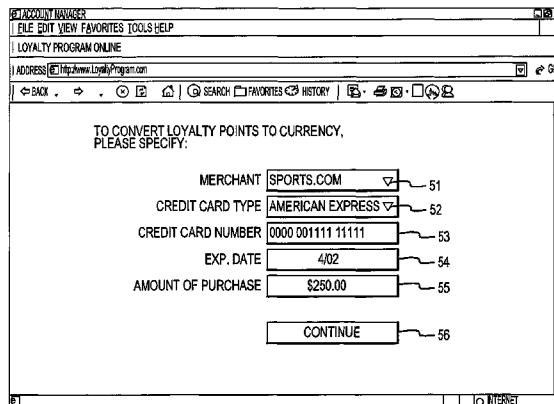 ACCOUNT MANAGER
FILE EDIT VIEW FAVORITES TOOLS HELP
LOYALTY PROGRAM ONLINE
ADDRESS http://www.LoyaltyProgram.com
BACK SEARCH FAVORITES HISTORY
TO CONVERT LOYALTY POINTS TO CURRENCY,
PLEASE SPECIFY:
MERCHANT SPORTS.COM 51
CREDIT CARD TYPE AMERICAN EXPRESS 52
CREDIT CARD NUMBER 0000 001111 11111 53
EXP. DATE 4/02 54
AMOUNT OF PURCHASE $250.00 55
CONTINUE 56
INTERNET